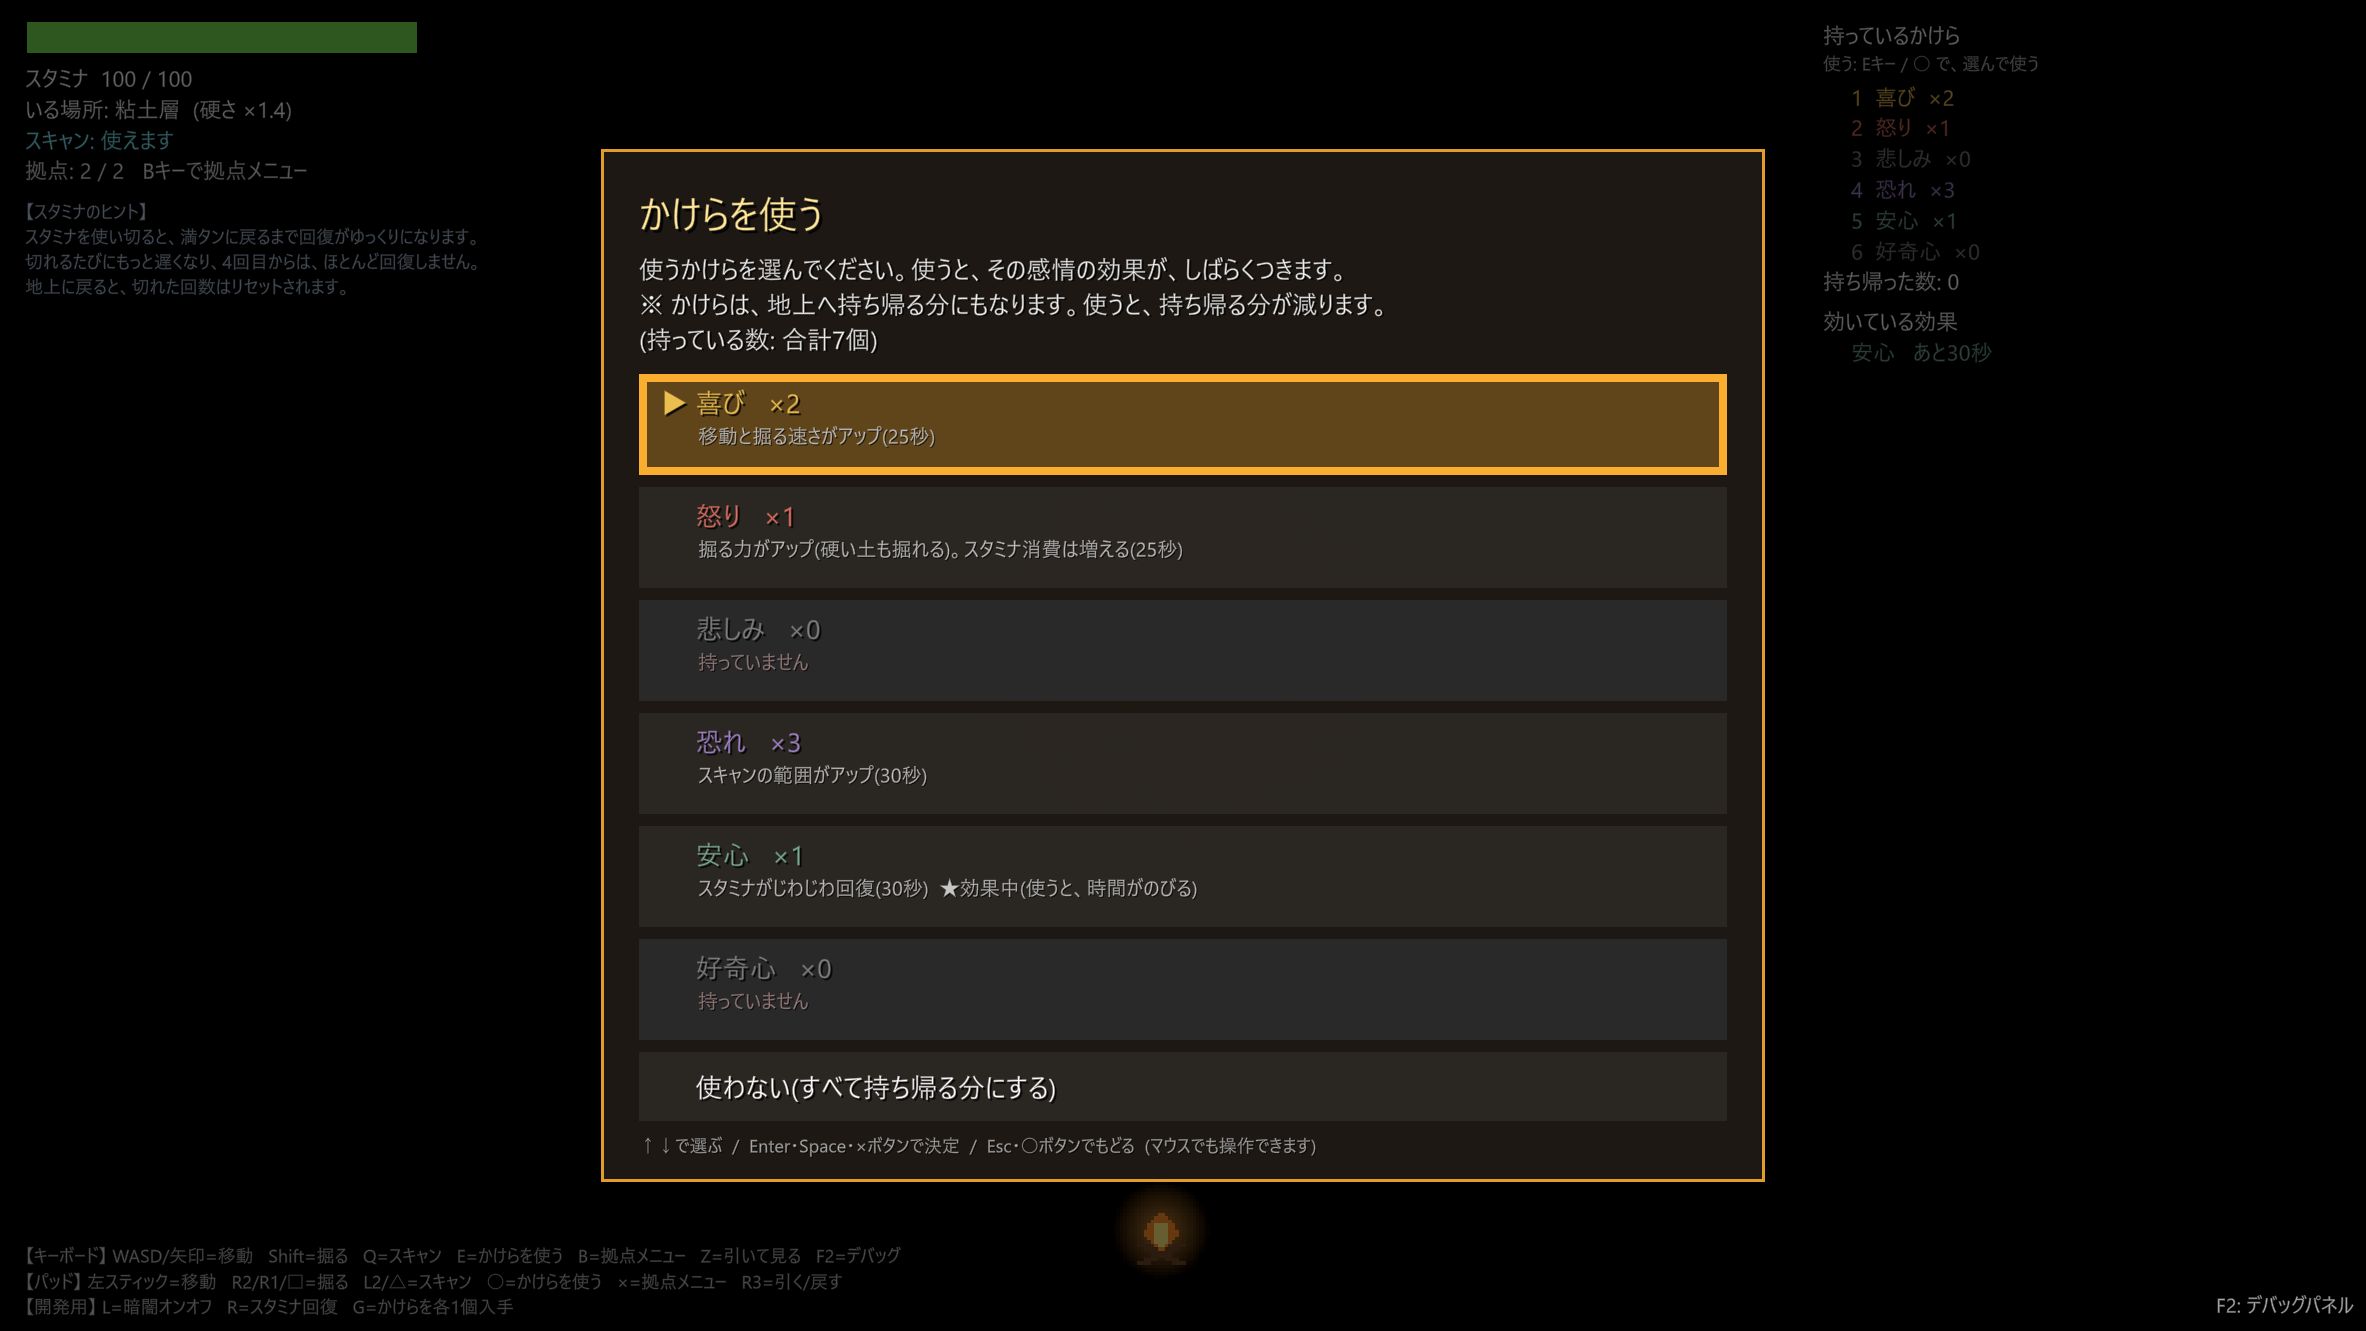 スタミナ 100 / 100
いる場所: 粘土層 (硬さ ×1.4)
スキャン: 使えます
拠点: 2 / 2 Bキーで拠点メニュー
【スタミナのヒント】
スタミナを使い切ると、満タンに戻るまで回復がゆっくりになります。
切れるたびにもっと遅くなり、4回目からは、ほとんど回復しません。
地上に戻ると、切れた回数はリセットされます。
かけらを使う
使うかけらを選んでください。使うと、その感情の効果が、しばらくつきます。
※ かけらは、地上へ持ち帰る分にもなります。使うと、持ち帰る分が減ります。
(持っている数: 合計7個)
▶ 喜び ×2
移動と掘る速さがアップ(25秒)
怒り ×1
掘る力がアップ(硬い土も掘れる)。スタミナ消費は増える(25秒)
悲しみ ×0
持っていません
恐れ ×3
スキャンの範囲がアップ(30秒)
安心 ×1
スタミナがじわじわ回復(30秒) ★効果中(使うと、時間がのびる)
好奇心 ×0
持っていません
使わない(すべて持ち帰る分にする)
↑↓で選ぶ / Enter・Space・×ボタンで決定 / Esc・○ボタンでもどる (マウスでも操作できます)
持っているかけら
使う: Eキー / ○ で、選んで使う
1 喜び ×2
2 怒り ×1
3 悲しみ ×0
4 恐れ ×3
5 安心 ×1
6 好奇心 ×0
持ち帰った数: 0
効いている効果
安心 あと30秒
【キーボード】 WASD/矢印=移動 Shift=掘る Q=スキャン E=かけらを使う B=拠点メニュー Z=引いて見る F2=デバッグ
【パッド】 左スティック=移動 R2/R1/□=掘る L2/△=スキャン ○=かけらを使う ×=拠点メニュー R3=引く/戻す
【開発用】 L=暗闇オンオフ R=スタミナ回復 G=かけらを各1個入手
F2: デバッグパネル